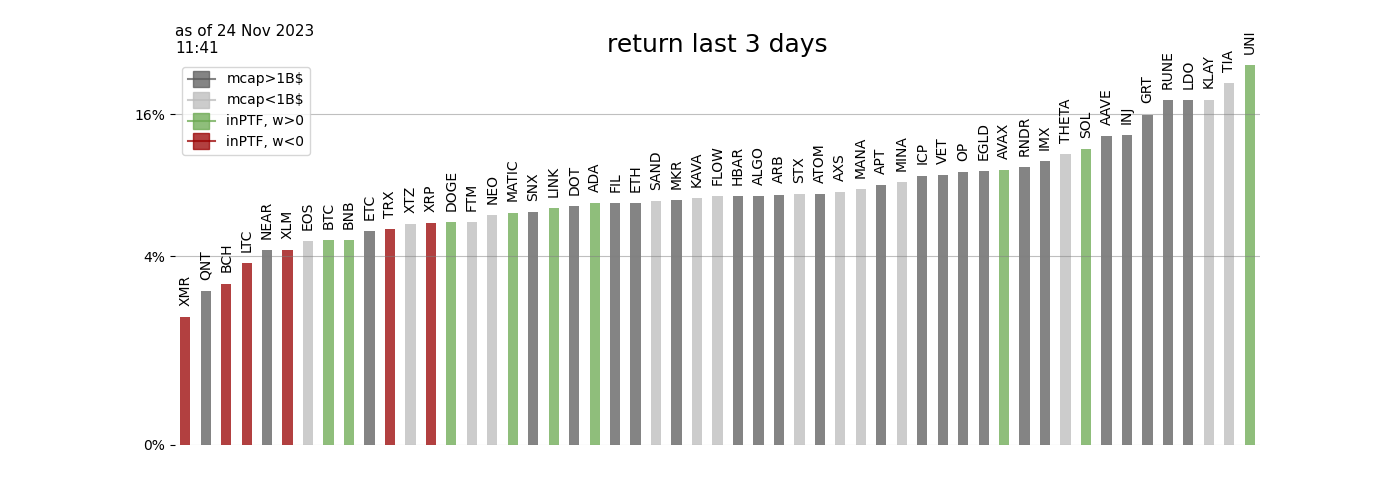 as of 24 Nov 2023
11:41
return last 3 days
mcap>1B$
mcap<1B$
inPTF, w>0
inPTF, w<0
16%
4%
0%
XMR
QNT
BCH
LTC
NEAR
XLM
EOS
BTC
BNB
ETC
TRX
XTZ
XRP
DOGE
FTM
NEO
MATIC
SNX
LINK
DOT
ADA
FIL
ETH
SAND
MKR
KAVA
FLOW
HBAR
ALGO
ARB
STX
ATOM
AXS
MANA
APT
MINA
ICP
VET
OP
EGLD
AVAX
RNDR
IMX
THETA
SOL
AAVE
INJ
GRT
RUNE
LDO
KLAY
TIA
UNI